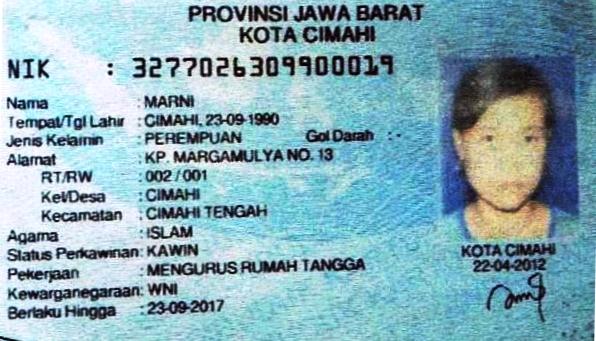 PROVINSI JAWA BARAT
KOTA CIMAHI
NIK : 3277026309900019
Nama : MARNI
Tempat/Tgl Lahir : CIMAHI, 23-09-1990
Jenis Kelamin : PEREMPUAN Gol Darah : -
Alamat : KP. MARGAMULYA NO. 13
RT/RW : 002 / 001
Kel/Desa : CIMAHI
Kecamatan : CIMAHI TENGAH
Agama : ISLAM
Status Perkawinan: KAWIN
Pekerjaan : MENGURUS RUMAH TANGGA
Kewarganegaraan: WNI
Berlaku Hingga : 23-09-2017
KOTA CIMAHI
22-04-2012